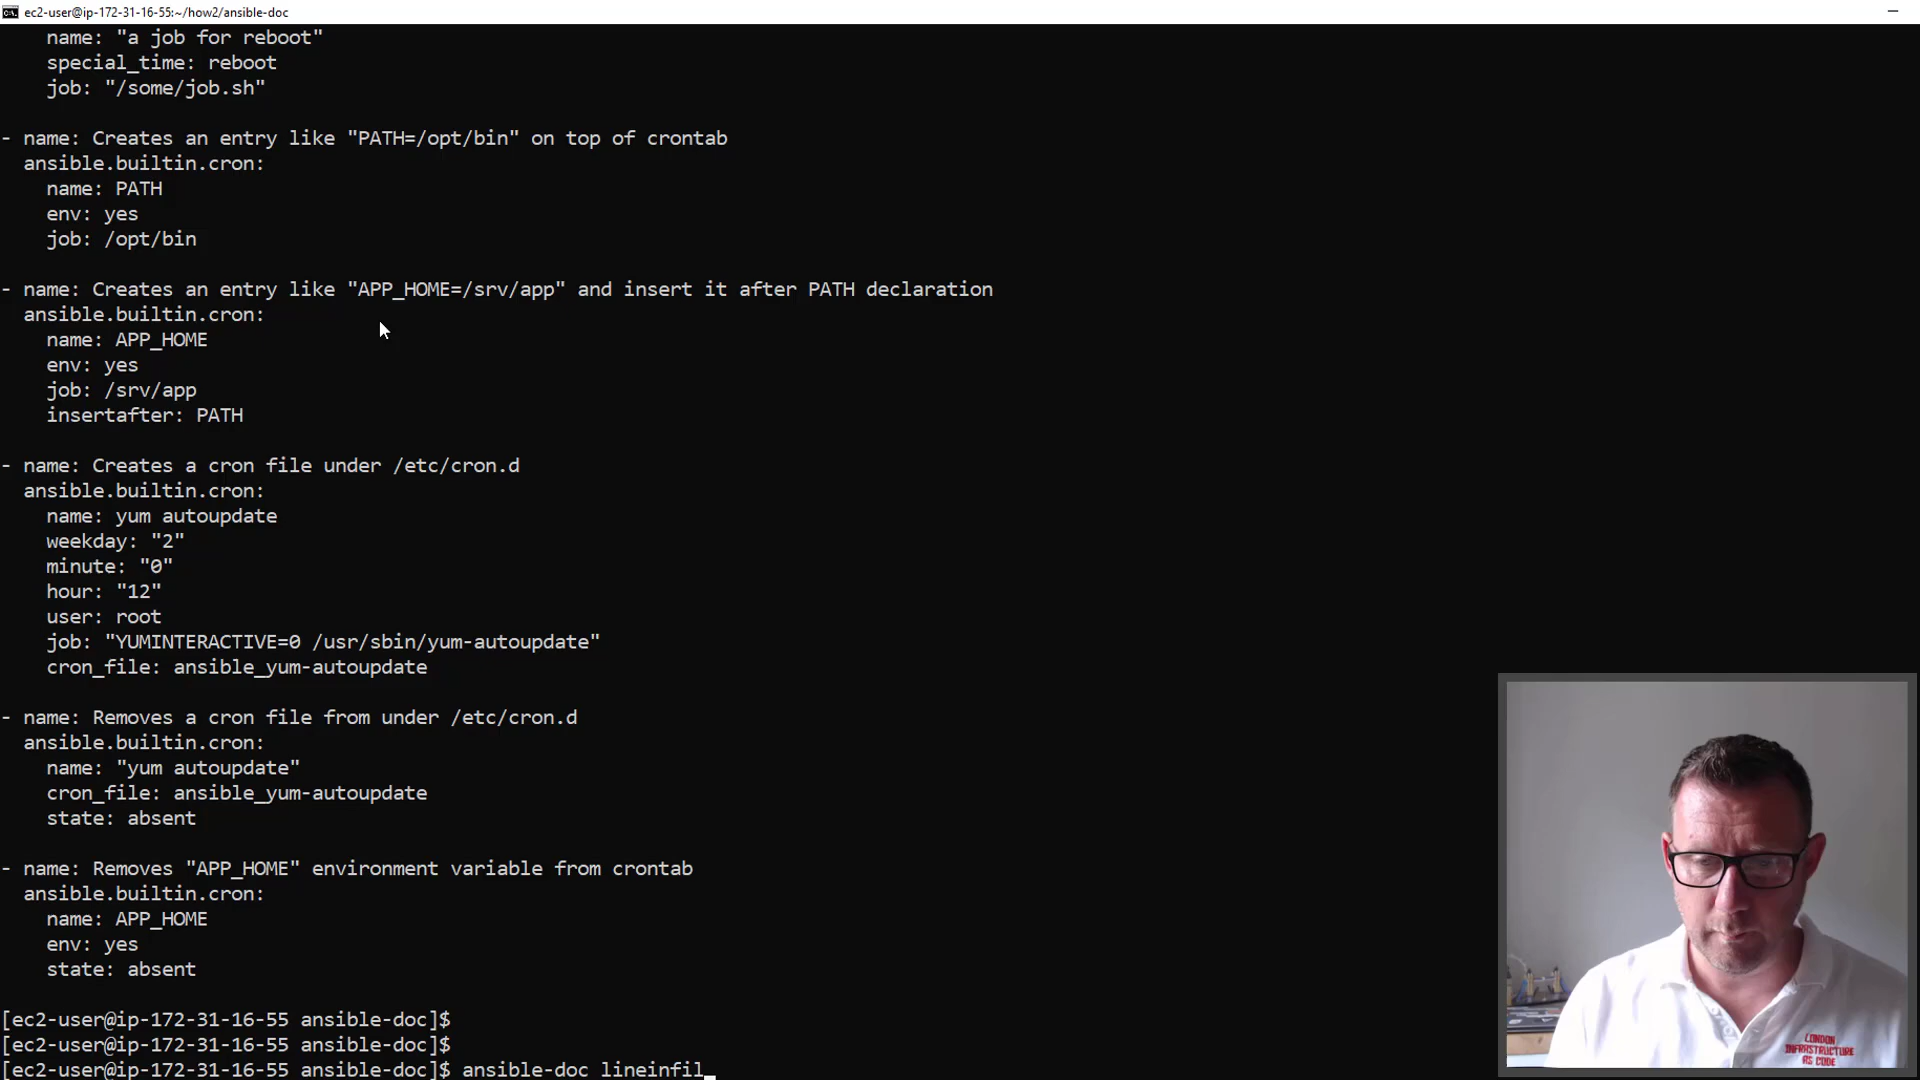 ec2-user@ip-172-31-16-55:~/how2/ansible-doc
name: "a job for reboot"
special_time: reboot
job: "/some/job.sh"
- name: Creates an entry like "PATH=/opt/bin" on top of crontab
ansible.builtin.cron:
name: PATH
env: yes
job: /opt/bin
- name: Creates an entry like "APP_HOME=/srv/app" and insert it after PATH declaration
ansible.builtin.cron:
name: APP_HOME
env: yes
job: /srv/app
insertafter: PATH
- name: Creates a cron file under /etc/cron.d
ansible.builtin.cron:
name: yum autoupdate
weekday: "2"
minute: "0"
hour: "12"
user: root
job: "YUMINTERACTIVE=0 /usr/sbin/yum-autoupdate"
cron_file: ansible_yum-autoupdate
- name: Removes a cron file from under /etc/cron.d
ansible.builtin.cron:
name: "yum autoupdate"
cron_file: ansible_yum-autoupdate
state: absent
- name: Removes "APP_HOME" environment variable from crontab
ansible.builtin.cron:
name: APP_HOME
env: yes
state: absent
[ec2-user@ip-172-31-16-55 ansible-doc]$
[ec2-user@ip-172-31-16-55 ansible-doc]$
[ec2-user@ip-172-31-16-55 ansible-doc]$ ansible-doc lineinfil_
LONDON
INFRASTRUCTURE
AS CODE